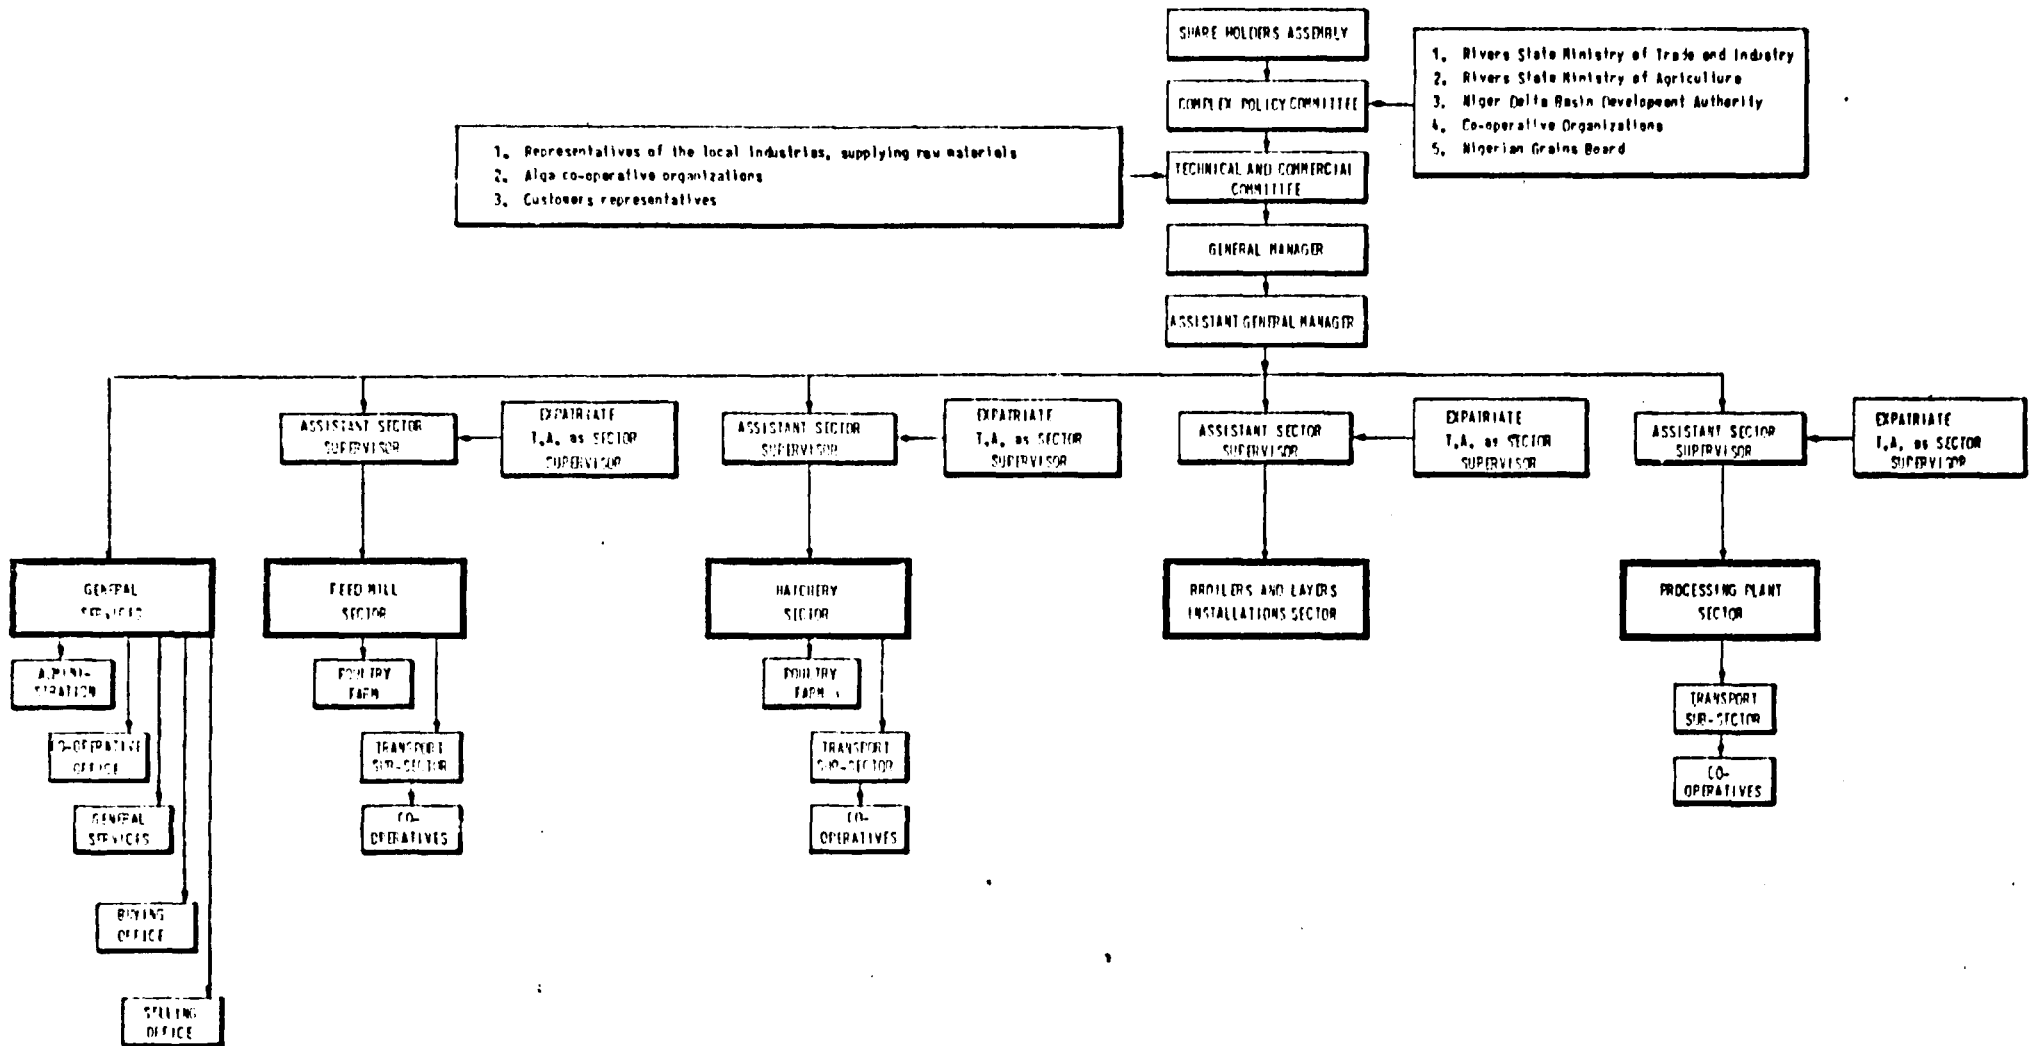 SHARE HOLDERS ASSEMBLY
1. Rivers State Ministry of Trade and Industry
2. Rivers State Ministry of Agriculture
3. Niger Delta Basin Development Authority
4. Co-operative Organizations
5. Nigerian Grains Board
COMPLEX POLICY COMMITTEE
1. Representatives of the local industries, supplying raw materials
2. Alga co-operative organizations
3. Customers representatives
TECHNICAL AND COMMERCIAL
COMMITTEE
GENERAL MANAGER
ASSISTANT GENERAL MANAGER
ASSISTANT SECTOR
SUPERVISOR
EXPATRIATE
T.A. as SECTOR
SUPERVISOR
ASSISTANT SECTOR
SUPERVISOR
EXPATRIATE
T.A. as SECTOR
SUPERVISOR
ASSISTANT SECTOR
SUPERVISOR
EXPATRIATE
T.A. as SECTOR
SUPERVISOR
ASSISTANT SECTOR
SUPERVISOR
EXPATRIATE
T.A. as SECTOR
SUPERVISOR
GENERAL
SERVICES
FEED MILL
SECTOR
HATCHERY
SECTOR
BROILERS AND LAYERS
INSTALLATIONS SECTOR
PROCESSING PLANT
SECTOR
ADMINI-
STRATION
CO-OPERATIVE
OFFICE
GENERAL
SERVICES
BUYING
OFFICE
SELLING
OFFICE
POULTRY
FARM
TRANSPORT
SUB-SECTOR
CO-
OPERATIVES
POULTRY
FARM
TRANSPORT
SUB-SECTOR
CO-
OPERATIVES
TRANSPORT
SUB-SECTOR
CO-
OPERATIVES